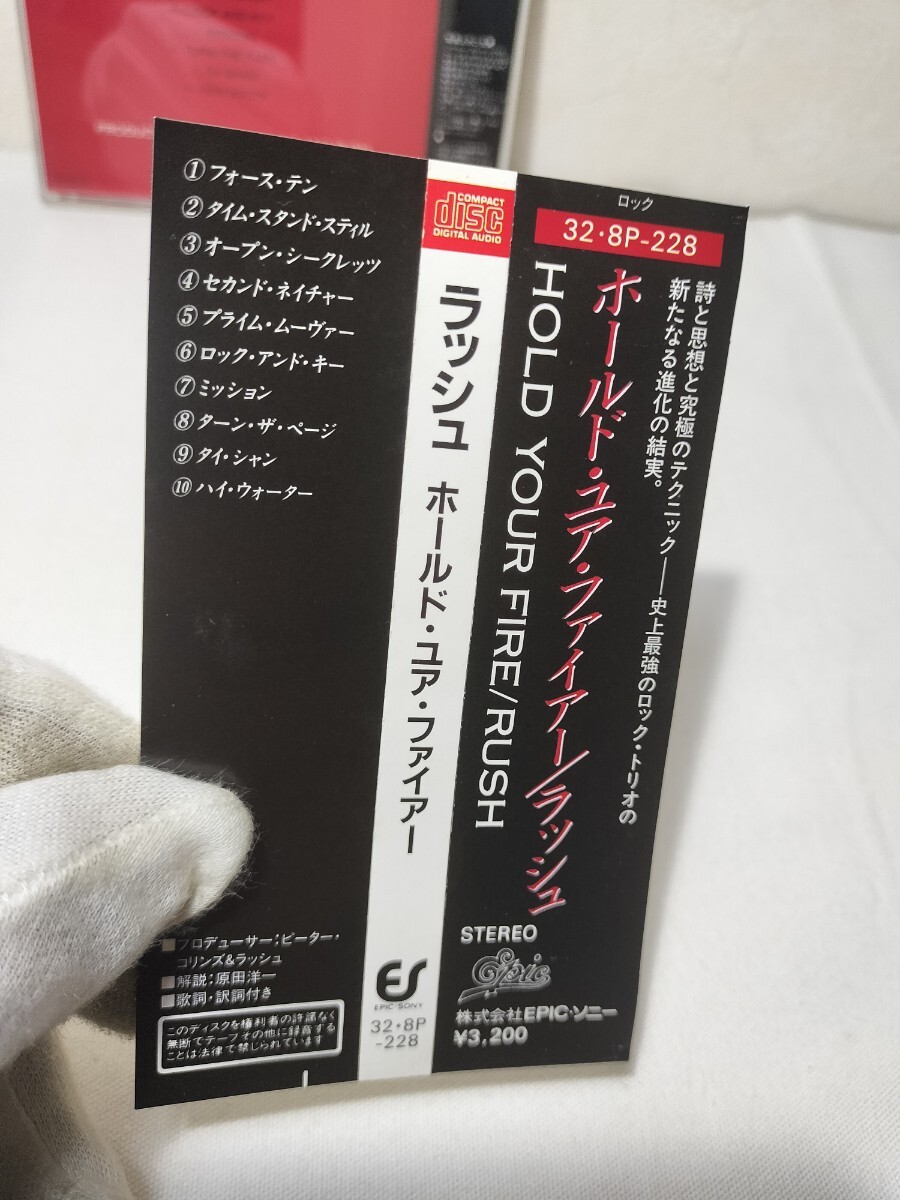 ①フォース・テン
②タイム・スタンド・スティル
③オープン・シークレッツ
④セカンド・ネイチャー
⑤プライム・ムーヴァー
⑥ロック・アンド・キー
⑦ミッション
⑧ターン・ザ・ページ
⑨タイ・シャン
⑩ハイ・ウォーター
■プロデューサー:ピーター・
コリンズ&ラッシュ
■解説:原田洋一
■歌詞・訳詞付き
このディスクを権利者の許諾なく
無断でテープその他に録音する
ことは法律で禁じられています
COMPACT
disc
DIGITAL AUDIO
ラッシュ ホールド・ユア・ファイアー
ES
EPIC/SONY
32・8P
-228
ロック
32・8P-228
詩と思想と究極のテクニック——史上最強のロック・トリオの
新たなる進化の結実。
ホールド・ユア・ファイアー/ラッシュ
HOLD YOUR FIRE/RUSH
STEREO
Epic
株式会社EPIC・ソニー
¥3,200